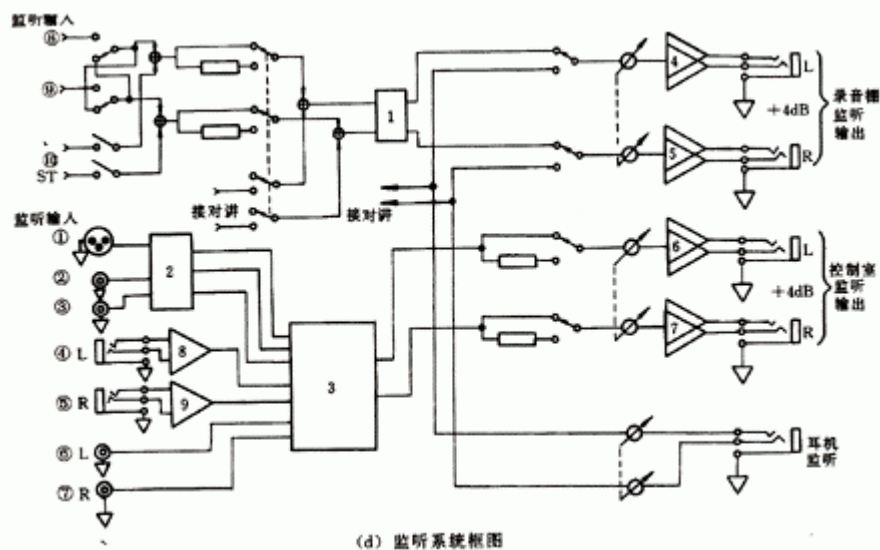 监听输入
⑧
⑨
⑩
ST
接对讲
接对讲
1
4
5
L
R
+4dB
录音棚
监听
输出
监听输入
①
②
③
④ L
⑤ R
⑥ L
⑦ R
2
8
9
3
6
7
L
R
+4dB
控制室
监听
输出
耳机
监听
(d) 监听系统框图